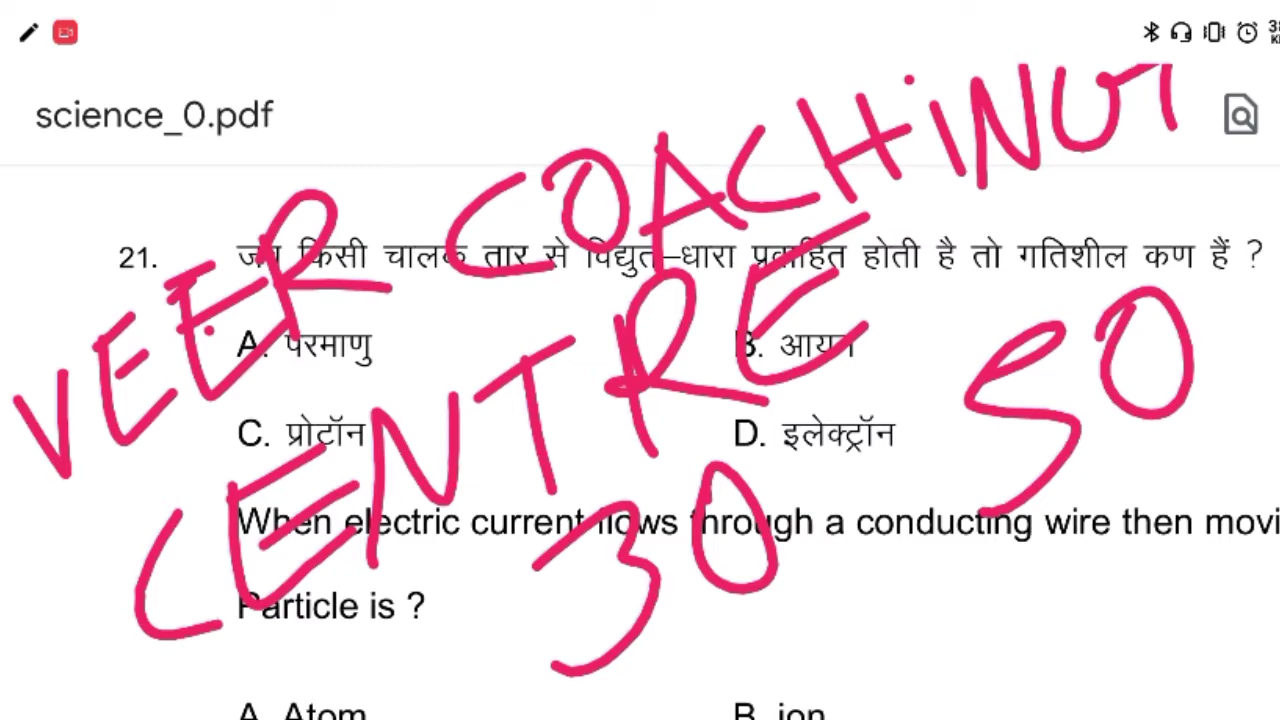 science_0.pdf
VEER COACHING
CENTRE 50
30
21. जब किसी चालक तार से विद्युत–धारा प्रवाहित होती है तो गतिशील कण हैं ?
A. परमाणु B. आयन
C. प्रोटॉन D. इलेक्ट्रॉन
When electric current flows through a conducting wire then movi
Particle is ?
A. Atom B. ion